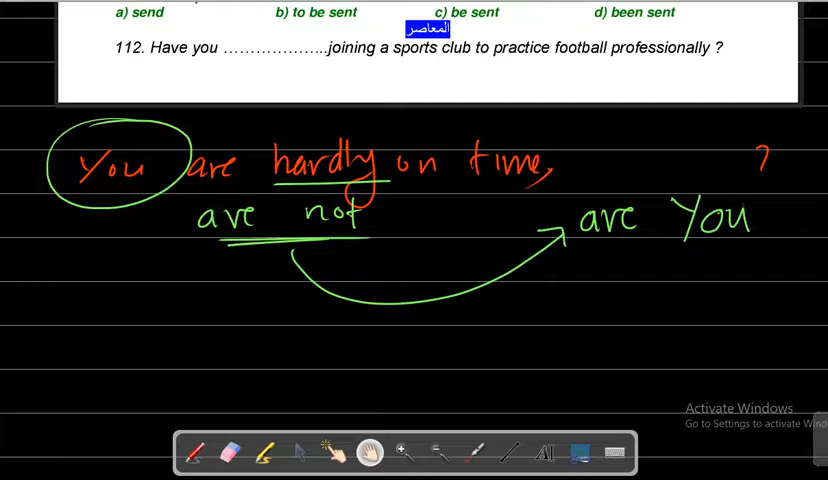 a) send b) to be sent c) be sent d) been sent
المعاصر
112. Have you ………………..joining a sports club to practice football professionally ?
You are hardly on time, ?
are not are You
Activate Windows
Go to Settings to activate Wind
AI